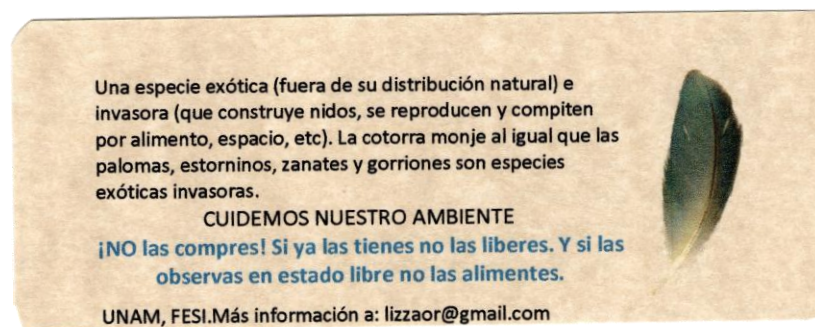 Una especie exótica (fuera de su distribución natural) e
invasora (que construye nidos, se reproducen y compiten
por alimento, espacio, etc). La cotorra monje al igual que las
palomas, estorninos, zanates y gorriones son especies
exóticas invasoras.
CUIDEMOS NUESTRO AMBIENTE
¡NO las compres! Si ya las tienes no las liberes. Y si las
observas en estado libre no las alimentes.
UNAM, FESI.Más información a: lizzaor@gmail.com